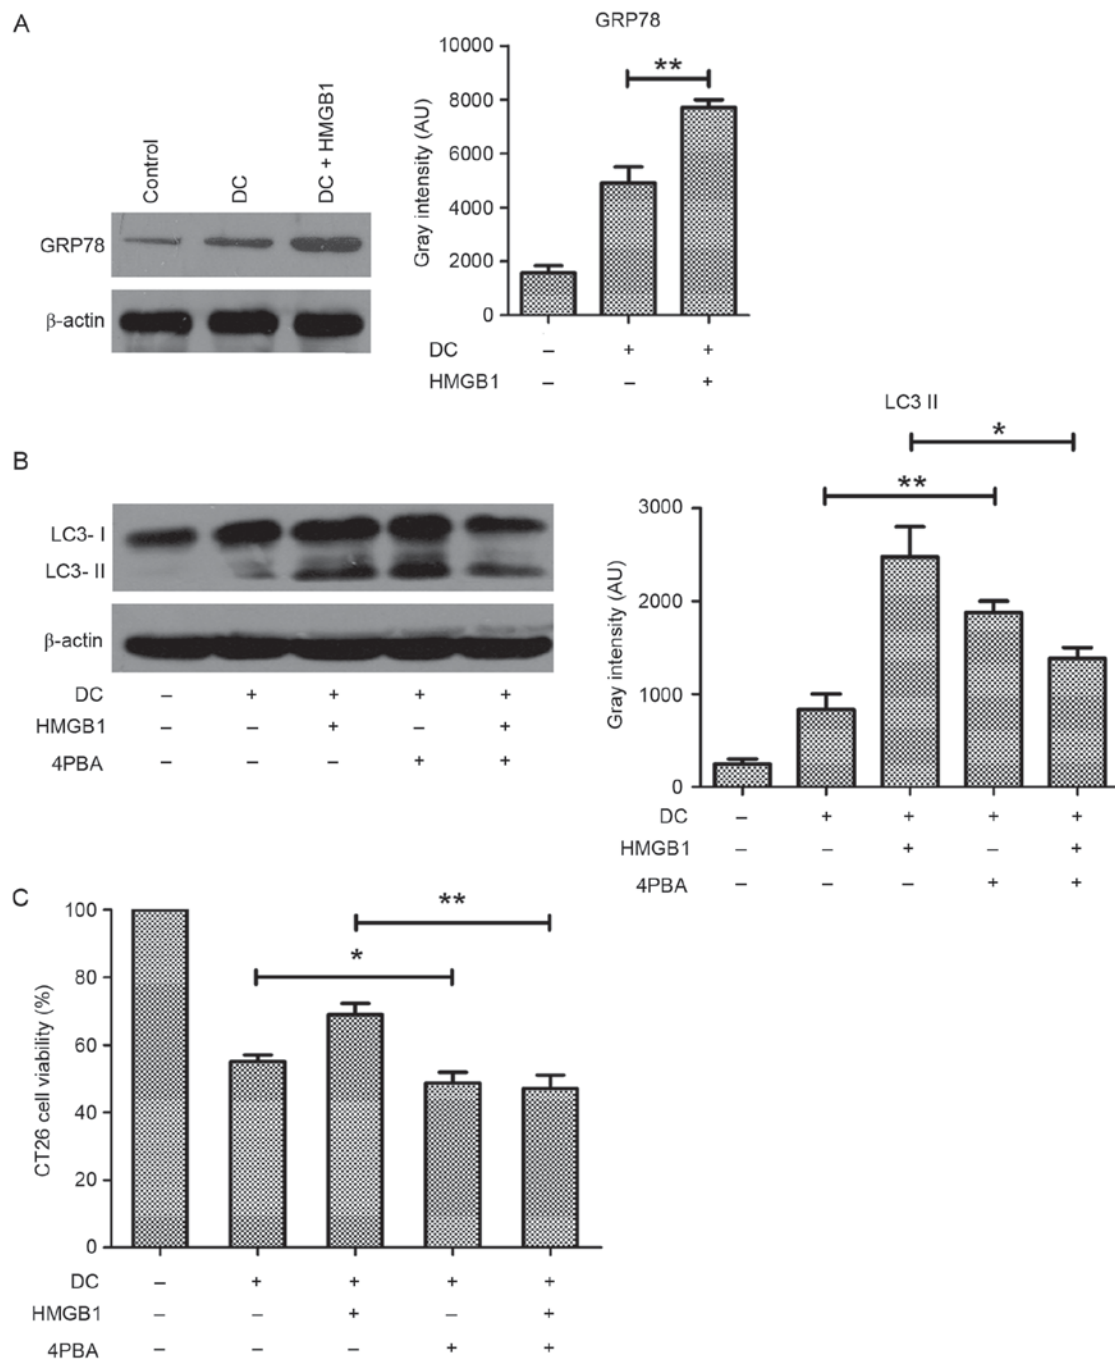 A
Control
DC
DC + HMGB1
GRP78
β-actin
GRP78
Gray intensity (AU)
10000
8000
6000
4000
2000
0
**
DC – + +
HMGB1 – – +
B
LC3- I
LC3- II
β-actin
DC – + + + +
HMGB1 – – + – +
4PBA – – – + +
LC3 II
*
**
Gray intensity (AU)
3000
2000
1000
0
DC – + + + +
HMGB1 – – + – +
4PBA – – – + +
C
**
*
CT26 cell viability (%)
100
80
60
40
20
0
DC – + + + +
HMGB1 – – + – +
4PBA – – – + +